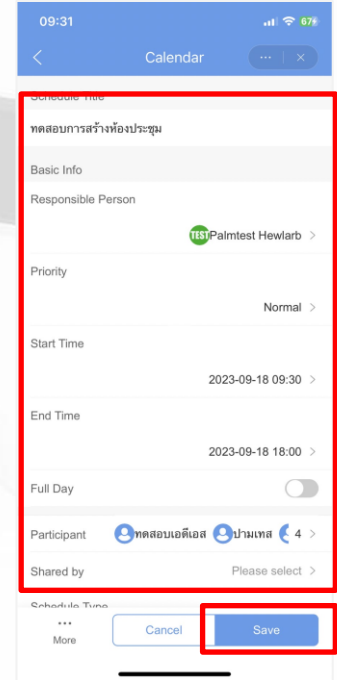 09:31 67
Calendar
Schedule Title
ทดสอบการสร้างห้องประชุม
Basic Info
Responsible Person
TEST Palmtest Hewlarb
Priority
Normal
Start Time
2023-09-18 09:30
End Time
2023-09-18 18:00
Full Day
Participant ทดสอบเอดีเอส ปามเทส 4
Shared by Please select
Schedule Type
More Cancel Save